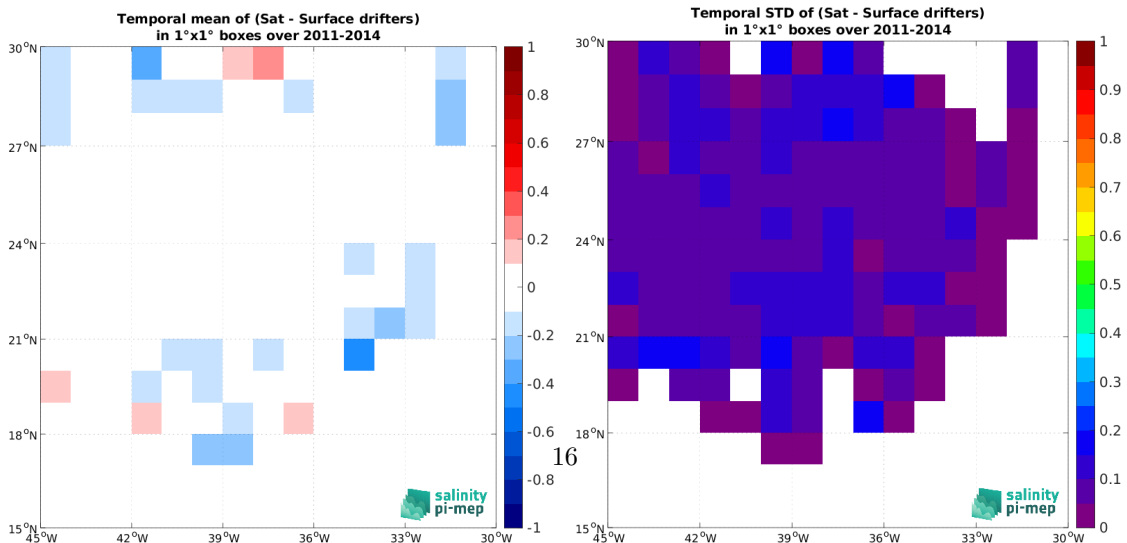 Temporal mean of (Sat - Surface drifters)
in 1°x1° boxes over 2011-2014
30°N
27°N
24°N
21°N
18°N
15°N
45°W
42°W
39°W
36°W
33°W
30°W
1
0.8
0.6
0.4
0.2
0
-0.2
-0.4
-0.6
-0.8
-1
salinity
pi-mep
16
Temporal STD of (Sat - Surface drifters)
in 1°x1° boxes over 2011-2014
30°N
27°N
24°N
21°N
18°N
15°N
45°W
42°W
39°W
36°W
33°W
30°W
1
0.9
0.8
0.7
0.6
0.5
0.4
0.3
0.2
0.1
0
salinity
pi-mep